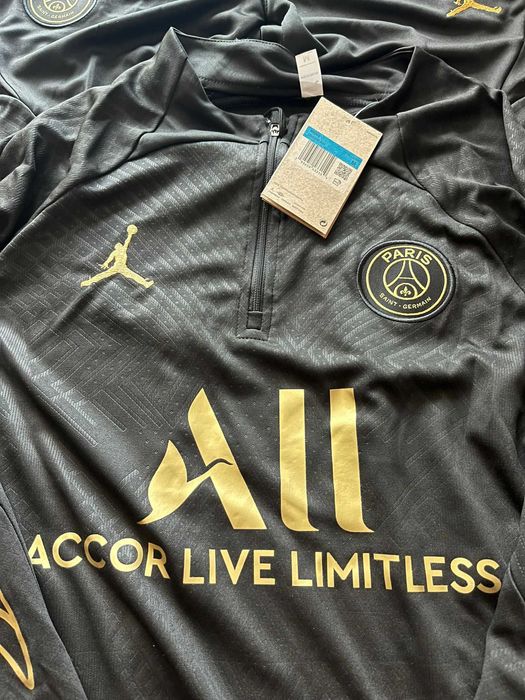 M
PARIS
SAINT - GERMAIN
All
ACCOR LIVE LIMITLESS